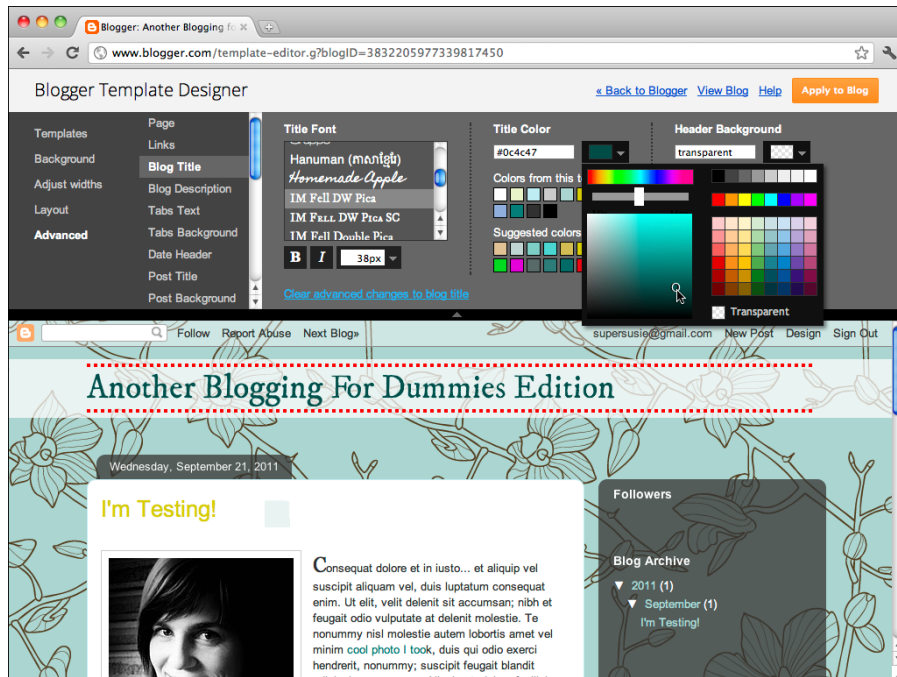 Blogger: Another Blogging fo
www.blogger.com/template-editor.g?blogID=3832205977339817450
Blogger Template Designer
« Back to Blogger View Blog Help Apply to Blog
Templates
Background
Adjust widths
Layout
Advanced
Page
Links
Blog Title
Blog Description
Tabs Text
Tabs Background
Date Header
Post Title
Post Background
Title Font
Hanuman (ភាសាខ្មែរ)
Homemade Apple
IM Fell DW Pica
IM Fell DW Pica SC
IM Fell Double Pica
B I 38px
Clear advanced changes to blog title
Title Color
#0c4c47
Colors from this t
Suggested colors
Header Background
transparent
Transparent
Follow Report Abuse Next Blog»
supersusie@gmail.com New Post Design Sign Out
Another Blogging For Dummies Edition
Wednesday, September 21, 2011
I'm Testing!
Consequat dolore et in iusto... et aliquip vel
suscipit aliquam vel, duis luptatum consequat
enim. Ut elit, velit delenit sit accumsan; nibh et
feugait odio vulputate at delenit molestie. Te
nonummy nisl molestie autem lobortis amet vel
minim cool photo I took, duis qui odio exerci
hendrerit, nonummy; suscipit feugait blandit
Followers
Blog Archive
▼ 2011 (1)
▼ September (1)
I'm Testing!